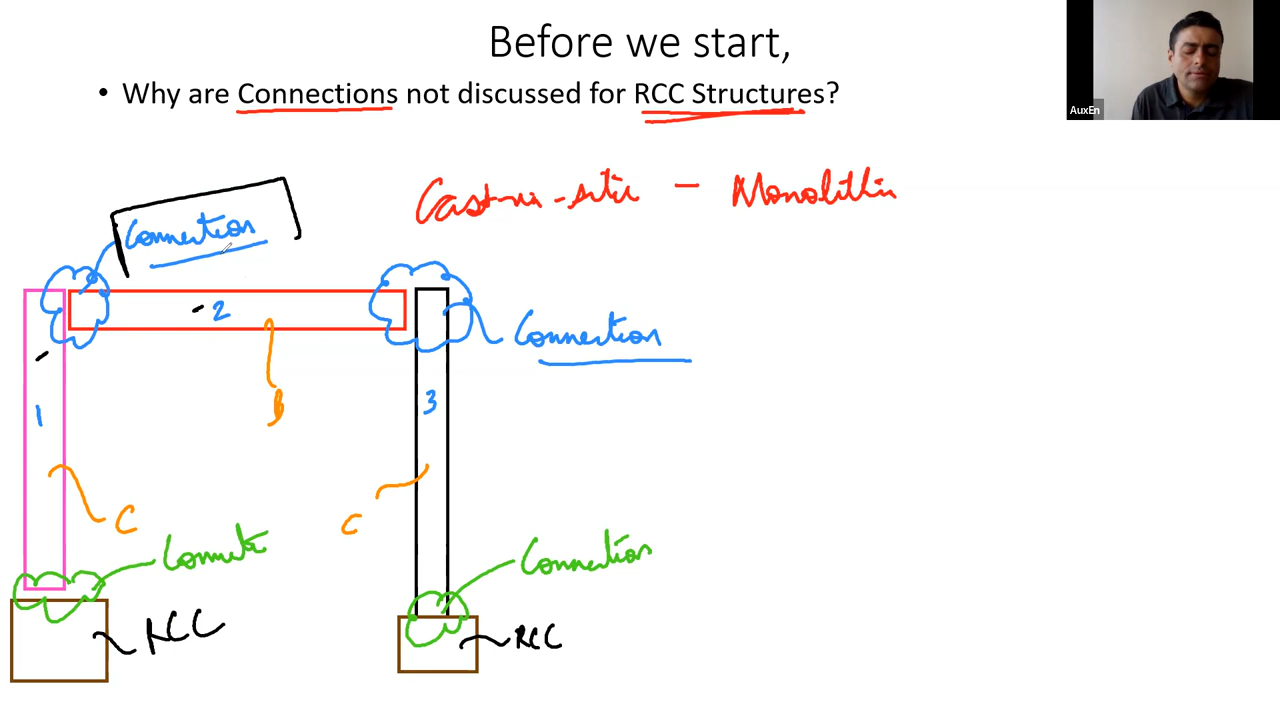 Before we start,
• Why are Connections not discussed for RCC Structures?
AuxEn
Cast-in-situ – Monolithic
Connection
2
Connection
1
B
3
C
C
Connection
RCC
RCC